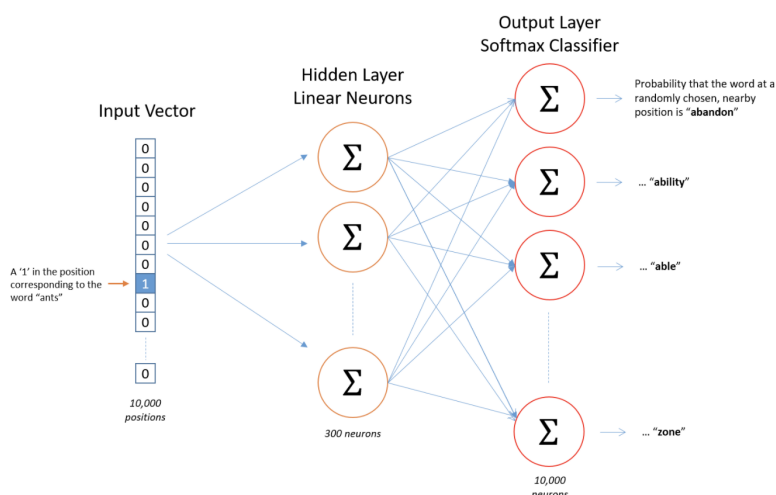 Output Layer
Softmax Classifier
Hidden Layer
Linear Neurons
Input Vector
Σ
Probability that the word at a
randomly chosen, nearby
position is “abandon”
0
0
0
0
0
0
0
1
0
0
0
A ‘1’ in the position
corresponding to the
word “ants”
10,000
positions
Σ
Σ
Σ
300 neurons
Σ
... “ability”
Σ
... “able”
Σ
... “zone”
10,000
neurons